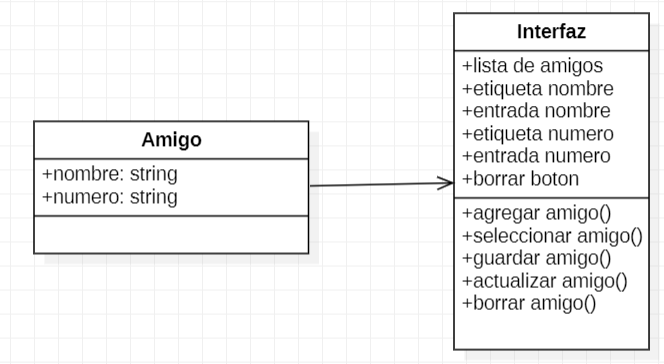 Amigo
+nombre: string
+numero: string
Interfaz
+lista de amigos
+etiqueta nombre
+entrada nombre
+etiqueta numero
+entrada numero
+borrar boton
+agregar amigo()
+seleccionar amigo()
+guardar amigo()
+actualizar amigo()
+borrar amigo()